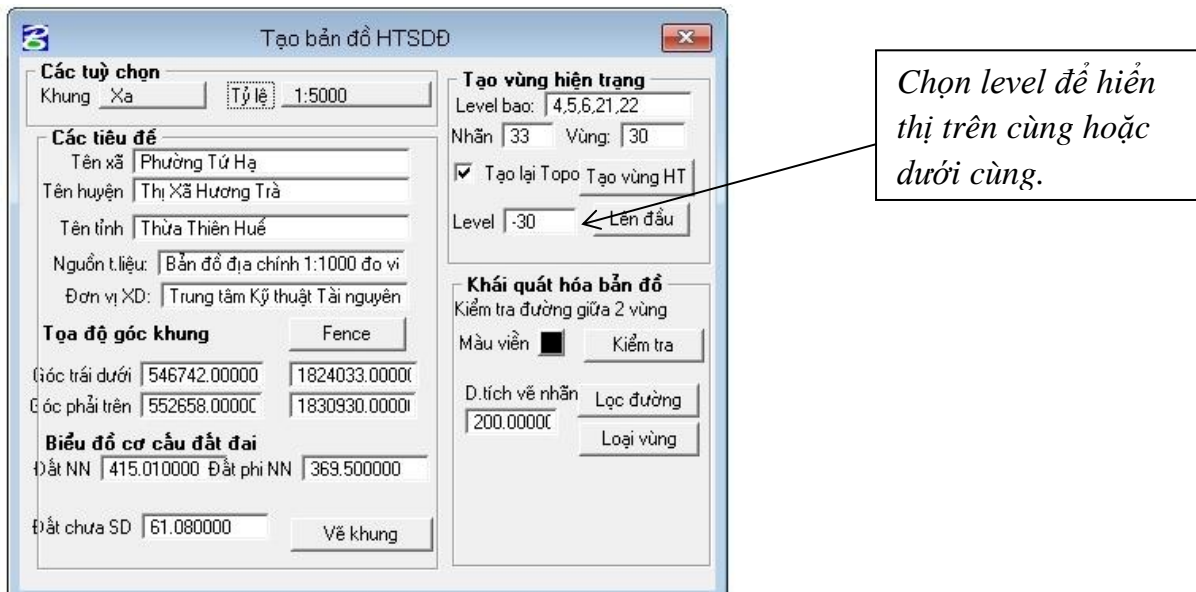 Tạo bản đồ HTSDĐ
Các tuỳ chọn
Khung Xa Tỷ lệ 1:5000
Các tiêu đề
Tên xã Phường Tứ Hạ
Tên huyện Thị Xã Hương Trà
Tên tỉnh Thừa Thiên Huế
Nguồn t.liệu: Bản đồ địa chính 1:1000 đo vi
Đơn vị XD: Trung tâm Kỹ thuật Tài nguyên
Tọa độ góc khung Fence
Góc trái dưới 546742.00000 1824033.0000(
Góc phải trên 552658.0000( 1830930.0000
Biểu đồ cơ cấu đất đai
Đất NN 415.010000 Đất phi NN 369.500000
Đất chưa SD 61.080000 Vẽ khung
Tạo vùng hiện trạng
Level bao: 4,5,6,21,22
Nhãn 33 Vùng: 30
Tạo lại Topo Tạo vùng HT
Level -30 Lên đầu
Khái quát hóa bản đồ
Kiểm tra đường giữa 2 vùng
Màu viền Kiểm tra
D.tích vẽ nhãn Lọc đường
200.0000( Loại vùng
Chọn level để hiển
thị trên cùng hoặc
dưới cùng.